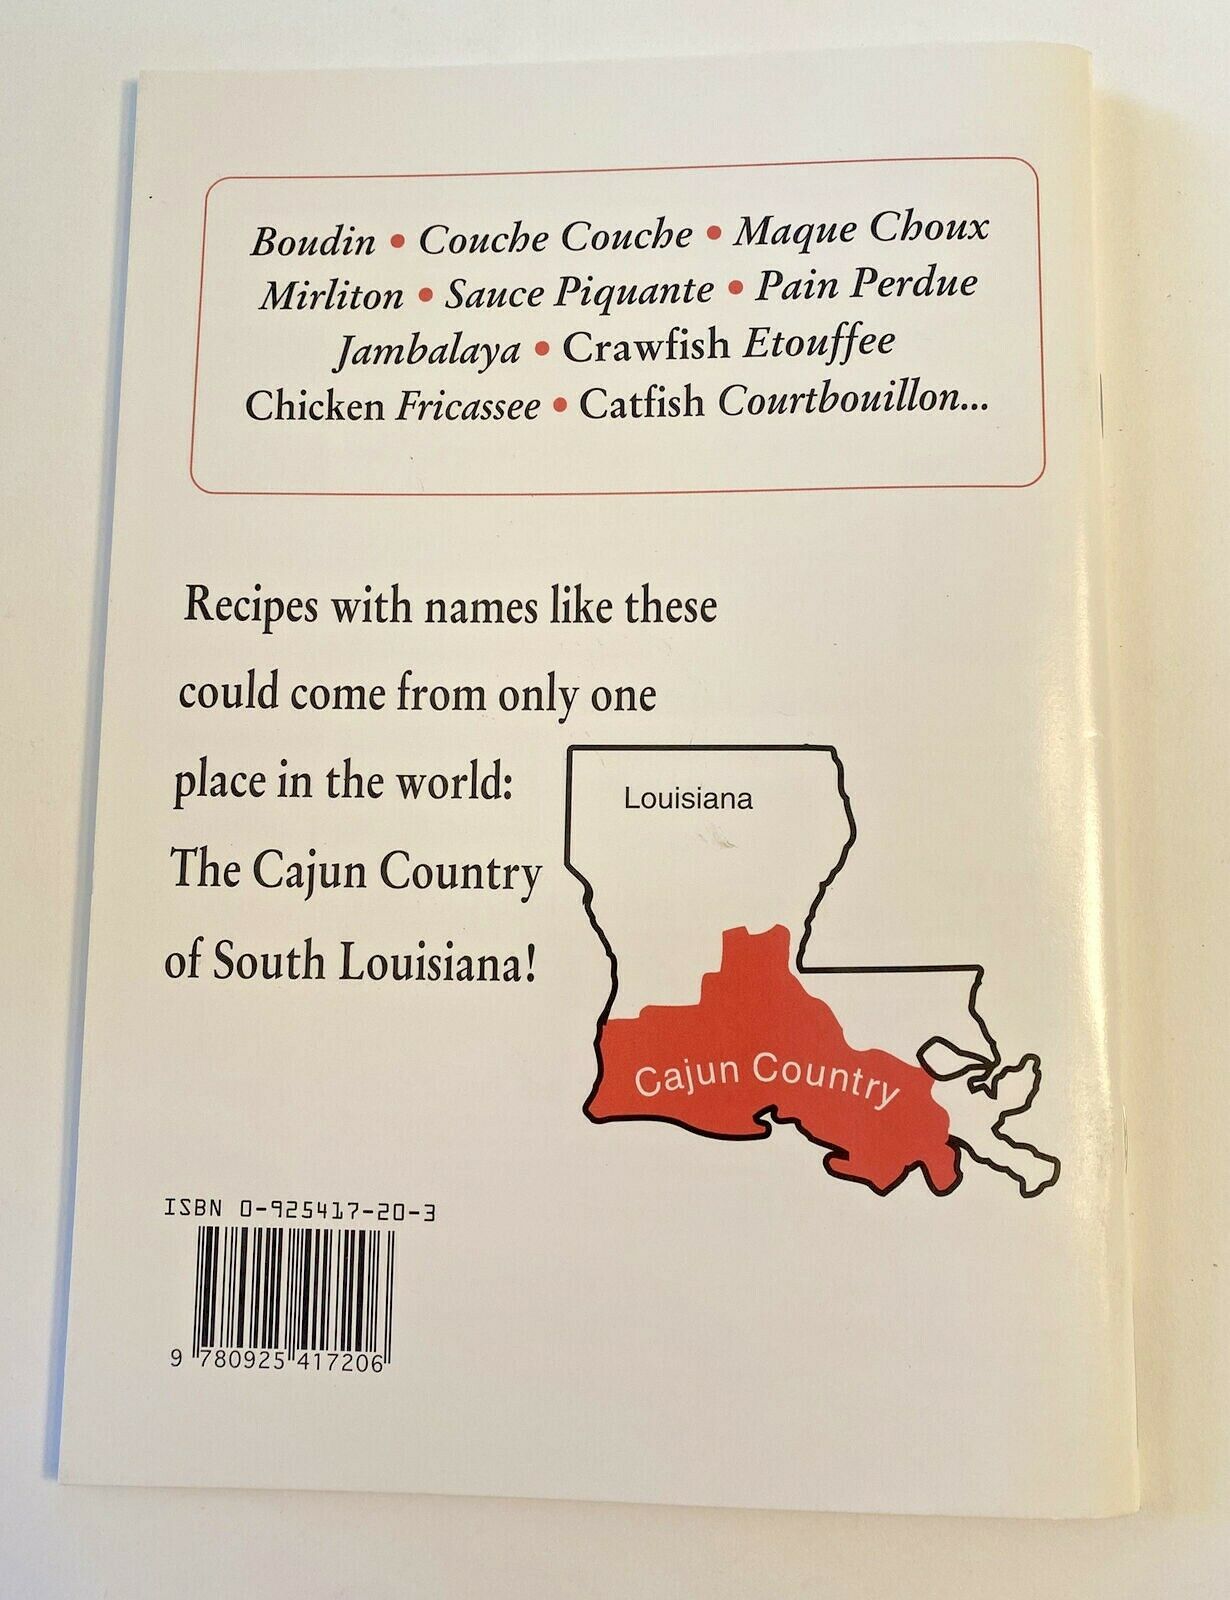 Boudin • Couche Couche • Maque Choux
Mirliton • Sauce Piquante • Pain Perdue
Jambalaya • Crawfish Etouffee
Chicken Fricassee • Catfish Courtbouillon...
Recipes with names like these
could come from only one
place in the world:
The Cajun Country
of South Louisiana!
Louisiana
Cajun Country
ISBN 0-925417-20-3
9 780925 417206